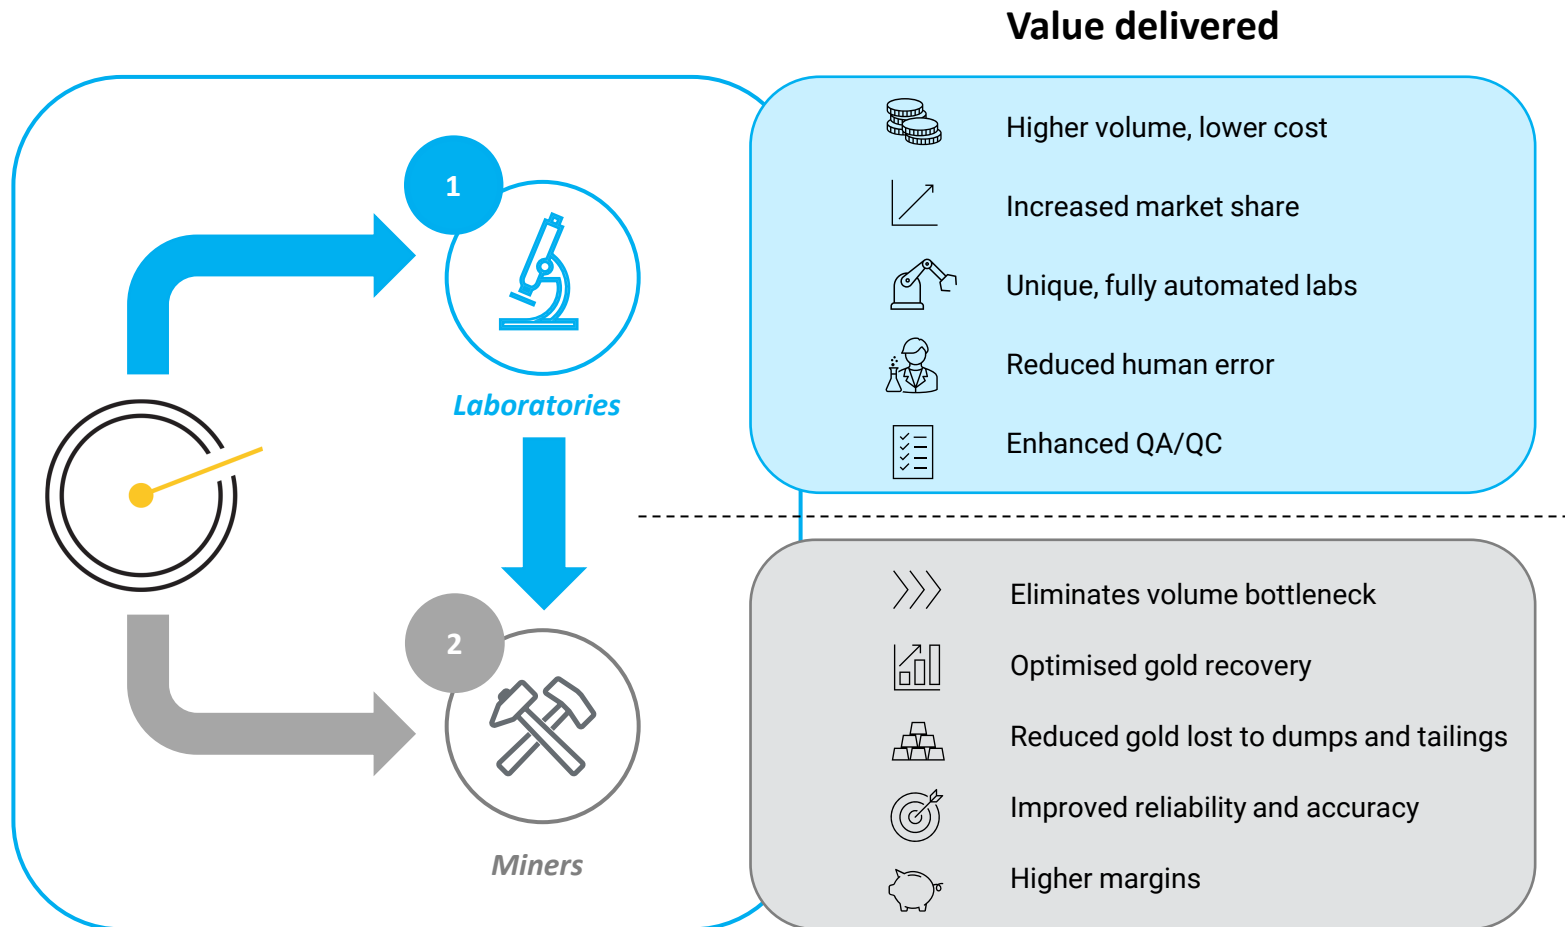 Value delivered
1
Laboratories
2
Miners
Higher volume, lower cost
Increased market share
Unique, fully automated labs
Reduced human error
Enhanced QA/QC
Eliminates volume bottleneck
Optimised gold recovery
Reduced gold lost to dumps and tailings
Improved reliability and accuracy
Higher margins